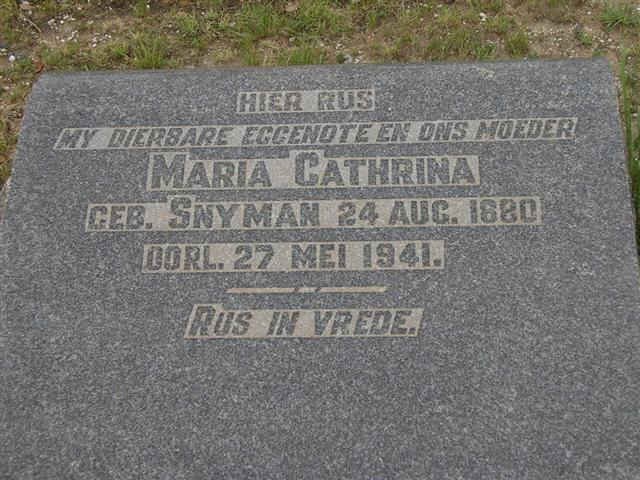 HIER RUS
MY DIERBARE EGGENOTE EN ONS MOEDER
MARIA CATHRINA
GEB. SNYMAN 24 AUG. 1880
OORL. 27 MEI 1941.
RUS IN VREDE.